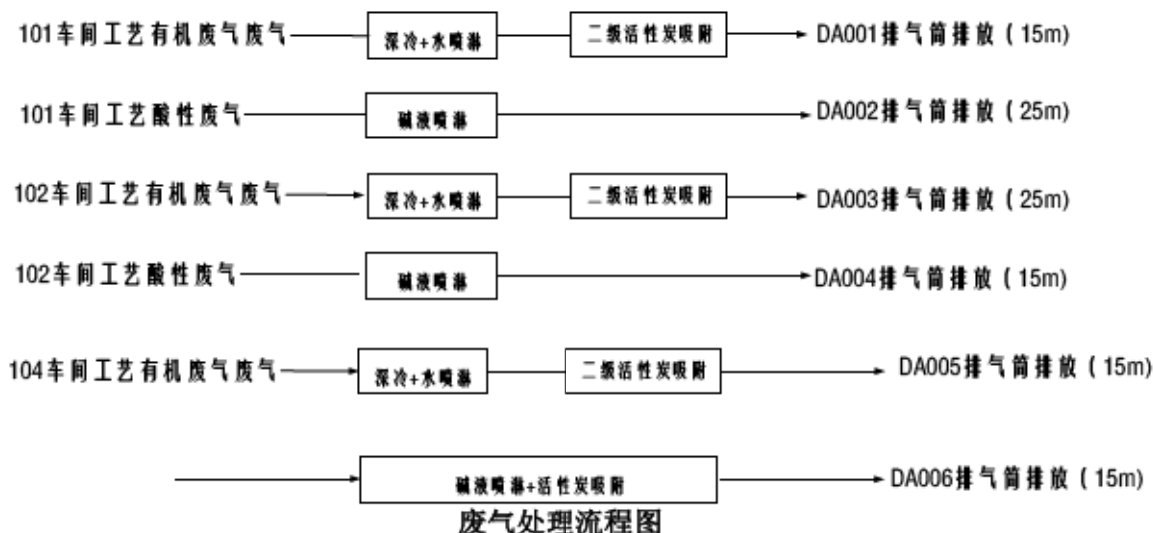 101车间工艺有机废气废气 深冷+水喷淋 二级活性炭吸附 DA001排气筒排放(15m)
101车间工艺酸性废气 碱液喷淋 DA002排气筒排放(25m)
102车间工艺有机废气废气 深冷+水喷淋 二级活性炭吸附 DA003排气筒排放(25m)
102车间工艺酸性废气 碱液喷淋 DA004排气筒排放(15m)
104车间工艺有机废气废气 深冷+水喷淋 二级活性炭吸附 DA005排气筒排放(15m)
碱液喷淋+活性炭吸附 DA006排气筒排放(15m)
废气处理流程图